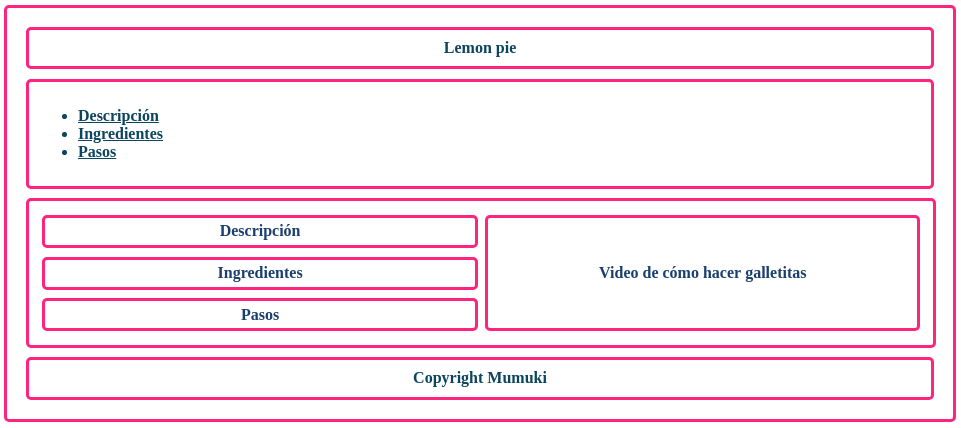 Lemon pie
Descripción
Ingredientes
Pasos
Descripción
Ingredientes
Pasos
Video de cómo hacer galletitas
Copyright Mumuki